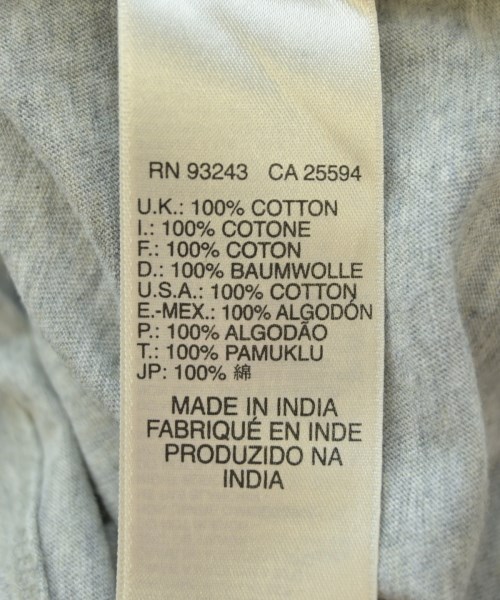 RN 93243 CA 25594
U.K.: 100% COTTON
I.: 100% COTONE
F.: 100% COTON
D.: 100% BAUMWOLLE
U.S.A.: 100% COTTON
E.-MEX.: 100% ALGODÓN
P.: 100% ALGODÃO
T.: 100% PAMUKLU
JP: 100% 綿
MADE IN INDIA
FABRIQUÉ EN INDE
PRODUZIDO NA
INDIA